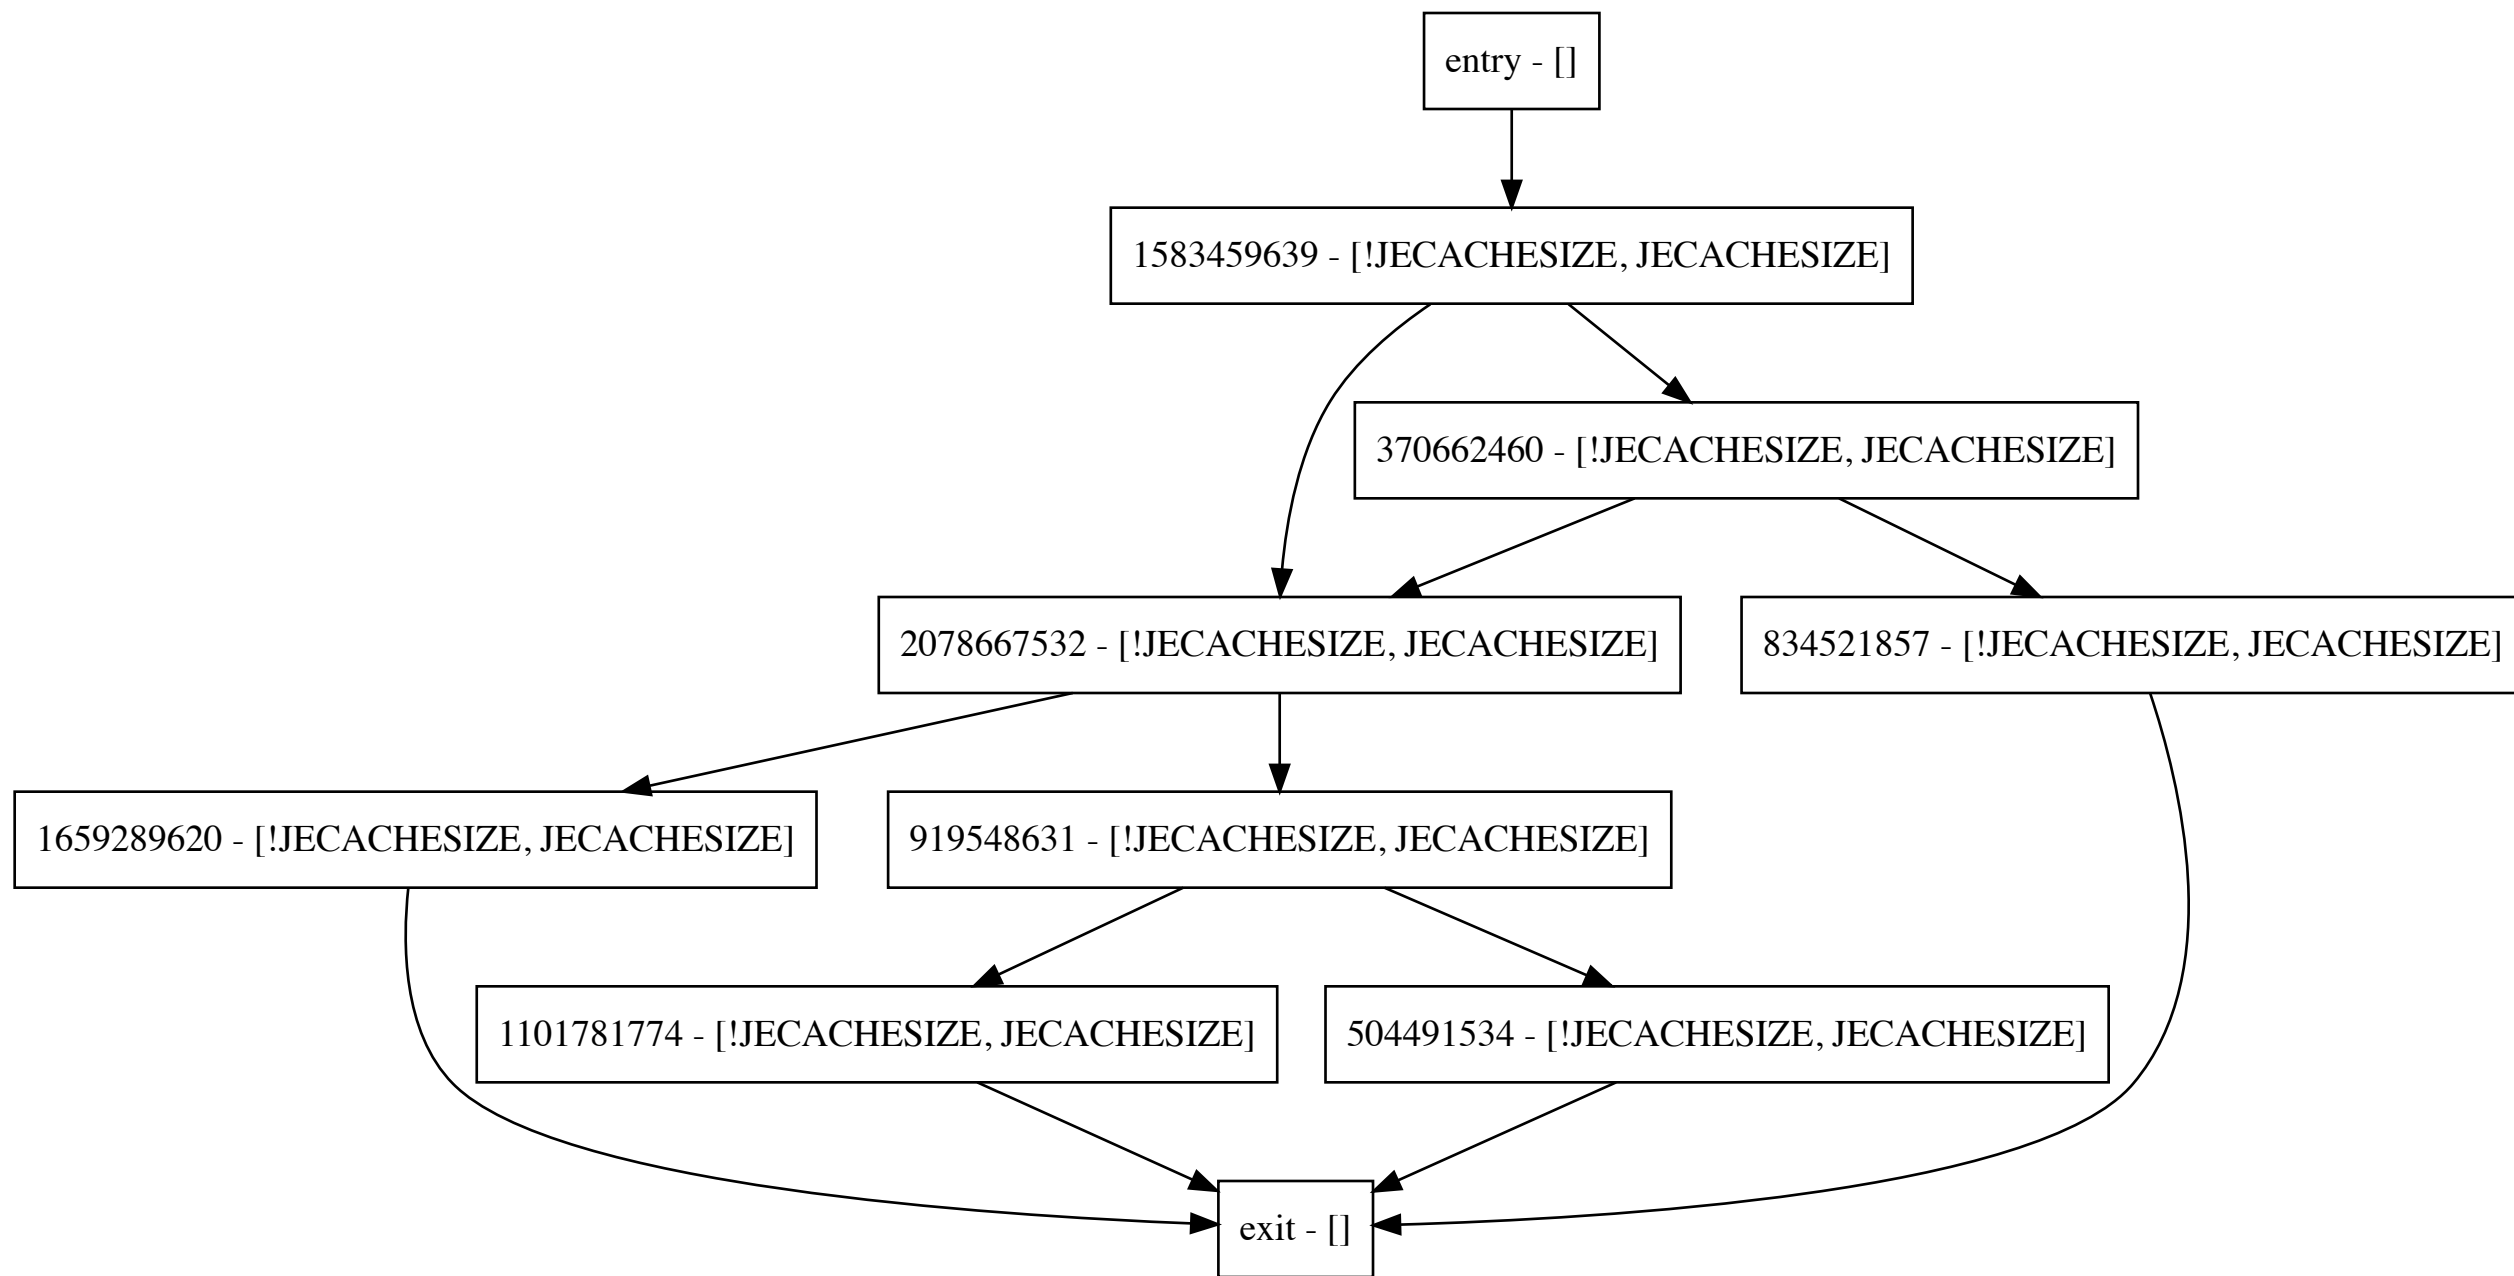 entry - []
1583459639 - [!JECACHESIZE, JECACHESIZE]
370662460 - [!JECACHESIZE, JECACHESIZE]
2078667532 - [!JECACHESIZE, JECACHESIZE]
834521857 - [!JECACHESIZE, JECACHESIZE]
1659289620 - [!JECACHESIZE, JECACHESIZE]
919548631 - [!JECACHESIZE, JECACHESIZE]
1101781774 - [!JECACHESIZE, JECACHESIZE]
504491534 - [!JECACHESIZE, JECACHESIZE]
exit - []